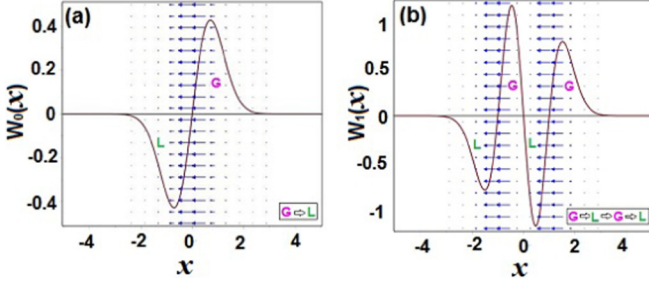 (a)
W₀(x)
0.4
0.2
0
-0.2
-0.4
G
L
G ⇨ L
-4 -2 0 2 4
x
(b)
W₁(x)
1
0.5
0
-0.5
-1
G
G
L
L
G ⇨ L ⇨ G ⇨ L
-4 -2 0 2 4
x